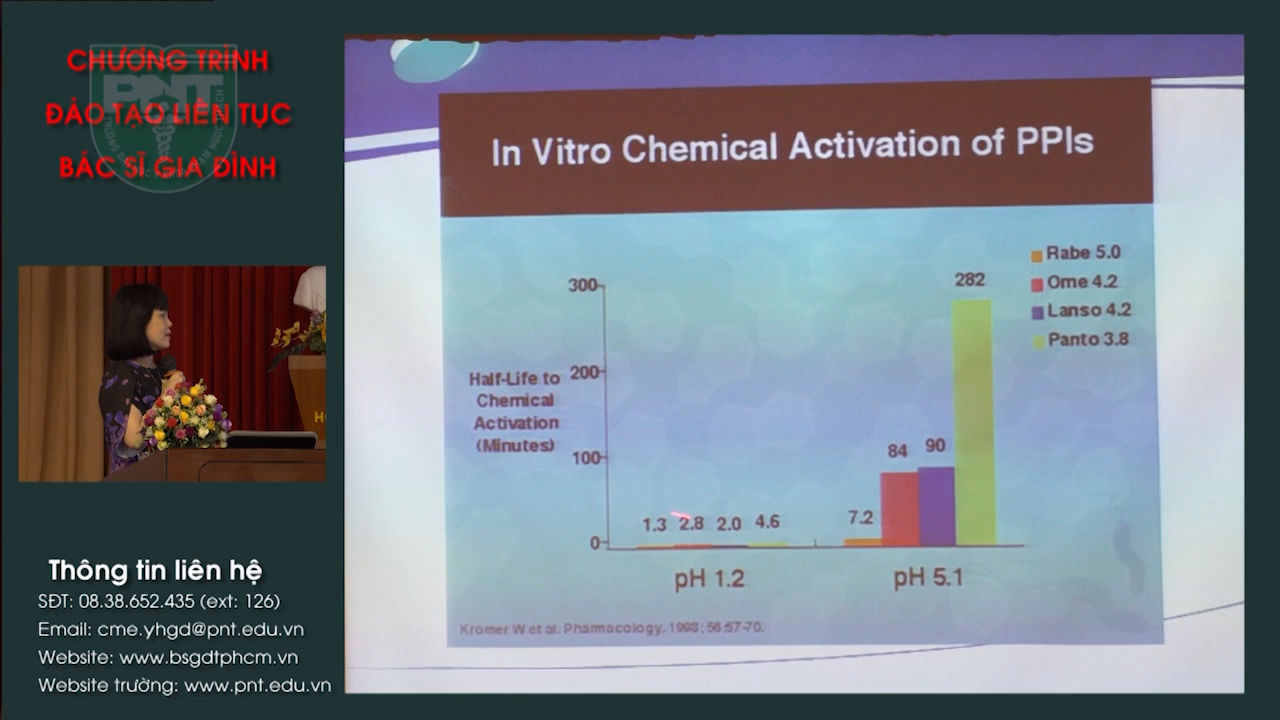 CHƯƠNG TRÌNH
ĐÀO TẠO LIÊN TỤC
BÁC SĨ GIA ĐÌNH
PNT
Thông tin liên hệ
SĐT: 08.38.652.435 (ext: 126)
Email: cme.yhgd@pnt.edu.vn
Website: www.bsgdtphcm.vn
Website trường: www.pnt.edu.vn
In Vitro Chemical Activation of PPIs
Rabe 5.0
Ome 4.2
Lanso 4.2
Panto 3.8
Half-Life to
Chemical
Activation
(Minutes)
300
200
100
0
1.3 2.8 2.0 4.6
7.2
84
90
282
pH 1.2
pH 5.1
Kromer W et al. Pharmacology. 1998; 56:57-70.